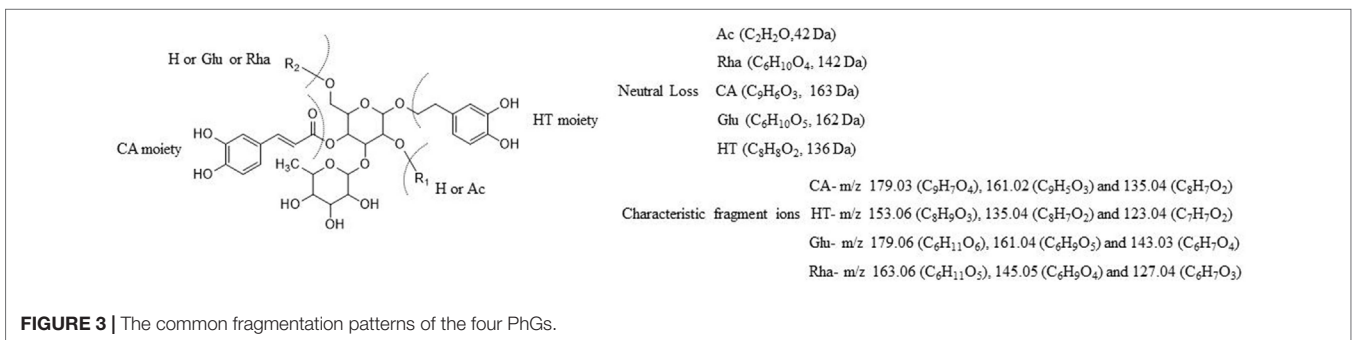 H or Glu or Rha
R₂
O
O
O
OH
OH
HT moiety
O
HO
HO
CA moiety
O
O
R₁
H or Ac
H₃C
O
O
HO
OH
OH
Neutral Loss
Ac (C₂H₂O,42 Da)
Rha (C₆H₁₀O₄, 142 Da)
CA (C₉H₆O₃, 163 Da)
Glu (C₆H₁₀O₅, 162 Da)
HT (C₈H₈O₂, 136 Da)
Characteristic fragment ions
CA- m/z 179.03 (C₉H₇O₄), 161.02 (C₉H₅O₃) and 135.04 (C₈H₇O₂)
HT- m/z 153.06 (C₈H₉O₃), 135.04 (C₈H₇O₂) and 123.04 (C₇H₇O₂)
Glu- m/z 179.06 (C₆H₁₁O₆), 161.04 (C₆H₉O₅) and 143.03 (C₆H₇O₄)
Rha- m/z 163.06 (C₆H₁₁O₅), 145.05 (C₆H₉O₄) and 127.04 (C₆H₇O₃)
FIGURE 3 | The common fragmentation patterns of the four PhGs.